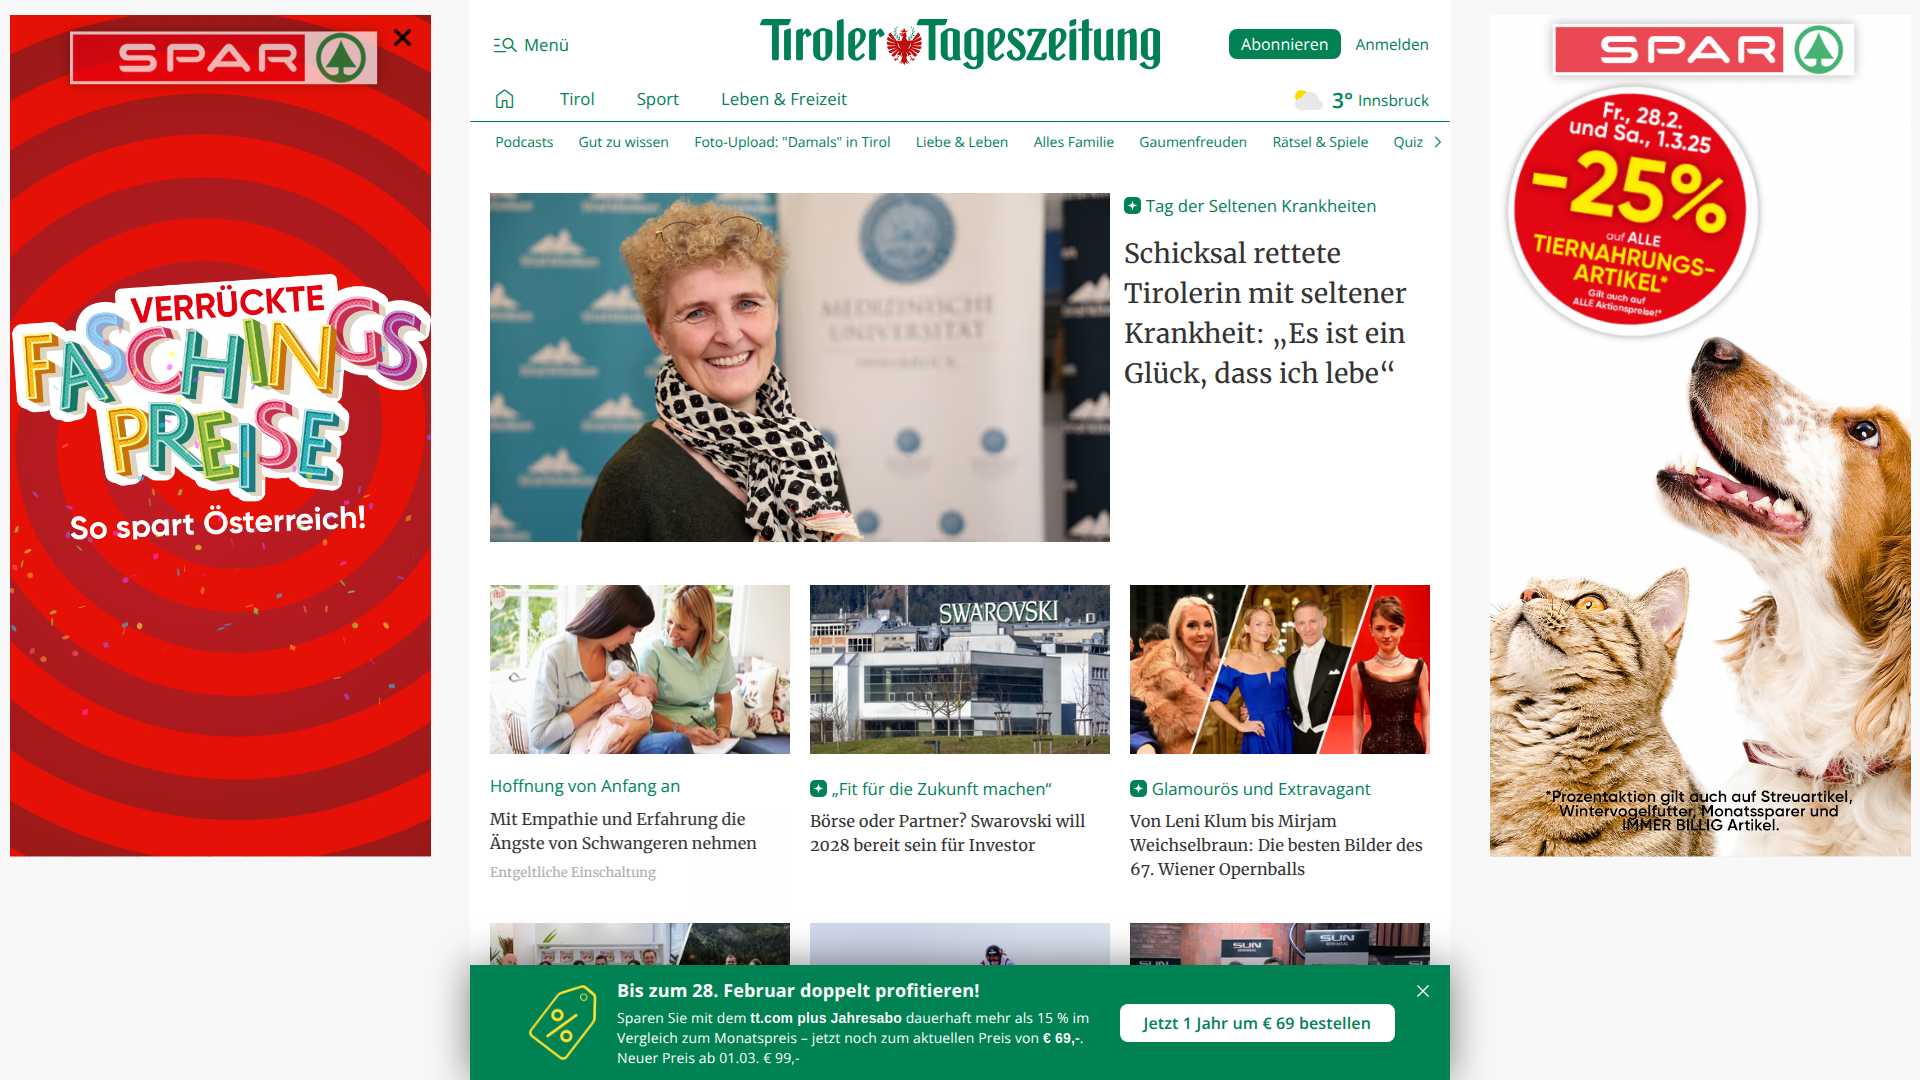 SPAR
VERRÜCKTE
FASCHINGS
PREISE
So spart Österreich!
Menü
Tiroler Tageszeitung
Abonnieren
Anmelden
Tirol
Sport
Leben & Freizeit
3° Innsbruck
Podcasts
Gut zu wissen
Foto-Upload: "Damals" in Tirol
Liebe & Leben
Alles Familie
Gaumenfreuden
Rätsel & Spiele
Quiz
MEDIZINISCHE
UNIVERSITÄT
Tag der Seltenen Krankheiten
Schicksal rettete
Tirolerin mit seltener
Krankheit: „Es ist ein
Glück, dass ich lebe“
SWAROVSKI
Hoffnung von Anfang an
Mit Empathie und Erfahrung die
Ängste von Schwangeren nehmen
Entgeltliche Einschaltung
„Fit für die Zukunft machen“
Börse oder Partner? Swarovski will
2028 bereit sein für Investor
Glamourös und Extravagant
Von Leni Klum bis Mirjam
Weichselbraun: Die besten Bilder des
67. Wiener Opernballs
SUN
SUN
Bis zum 28. Februar doppelt profitieren!
Sparen Sie mit dem tt.com plus Jahresabo dauerhaft mehr als 15 % im
Vergleich zum Monatspreis – jetzt noch zum aktuellen Preis von € 69,-.
Neuer Preis ab 01.03. € 99,-
Jetzt 1 Jahr um € 69 bestellen
SPAR
Fr., 28.2.
und Sa., 1.3.25
-25%
auf ALLE
TIERNAHRUNGS-
ARTIKEL*
Gilt auch auf
ALLE Aktionspreise!*
*Prozentaktion gilt auch auf Streuartikel,
Wintervogelfutter, Monatssparer und
IMMER BILLIG Artikel.